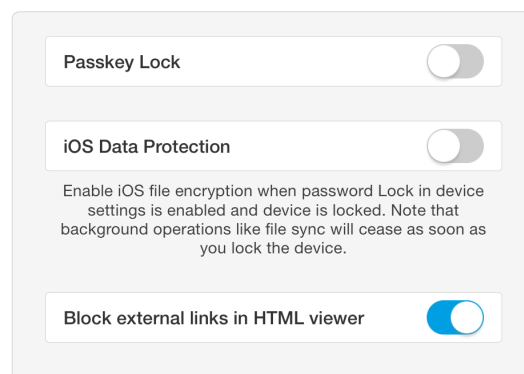 Passkey Lock
iOS Data Protection
Enable iOS file encryption when password Lock in device
settings is enabled and device is locked. Note that
background operations like file sync will cease as soon as
you lock the device.
Block external links in HTML viewer